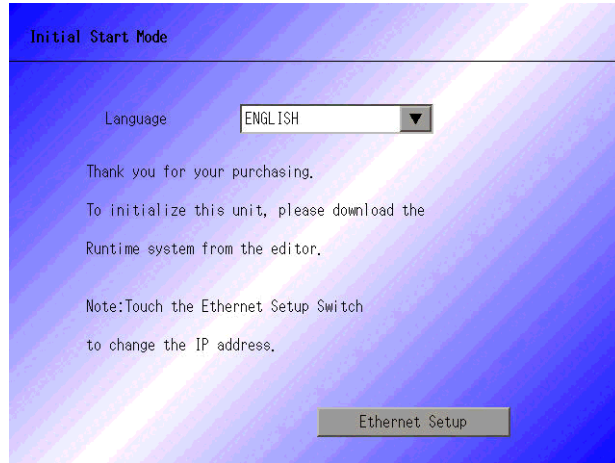 Initial Start Mode
Language ENGLISH
Thank you for your purchasing.
To initialize this unit, please download the
Runtime system from the editor.
Note:Touch the Ethernet Setup Switch
to change the IP address.
Ethernet Setup